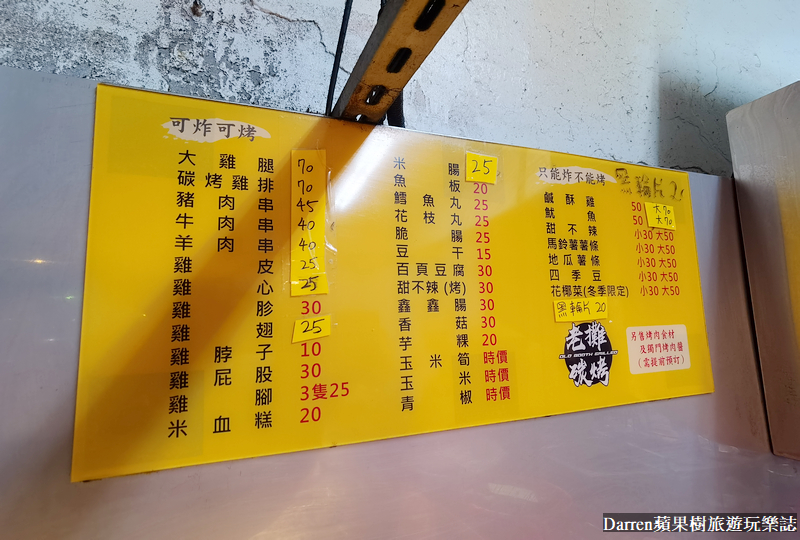 可炸可烤
大雞腿 70
碳烤雞排 70
豬肉串 45
牛肉串 40
羊肉串 40
雞皮 25
雞心 25
雞胗 30
雞翅 25
雞脖子 10
雞屁股 30
雞腳 3隻25
米血糕 20
米腸 25
魚板 20
鱈魚丸 25
花枝丸 25
脆腸 25
豆干 15
百頁豆腐 30
甜不辣(烤) 30
鑫鑫腸 30
香菇 30
芋粿 20
玉米筍 時價
玉米 時價
青椒 時價
只能炸不能烤
黑輪片
鹹酥雞 50 大70
魷魚 50 大70
甜不辣 小30 大50
馬鈴薯薯條 小30 大50
地瓜薯條 小30 大50
四季豆 小30 大50
花椰菜(冬季限定) 小30 大50
黑輪片 20
老攤
OLD BOOTH GRILLED
碳烤
另售烤肉食材
及獨門烤肉醬
(需提前預訂)
Darren蘋果樹旅遊玩樂誌